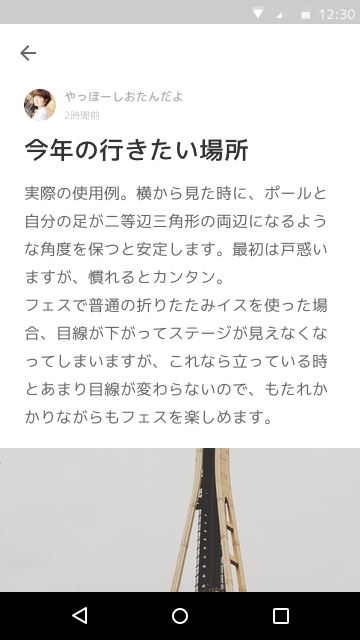 12:30
やっほーしおたんだよ
2時間前
今年の行きたい場所
実際の使用例。横から見た時に、ポールと
自分の足が二等辺三角形の両辺になるよう
な角度を保つと安定します。最初は戸惑い
ますが、慣れるとカンタン。
フェスで普通の折りたたみイスを使った場
合、目線が下がってステージが見えなくな
ってしまいますが、これなら立っている時
とあまり目線が変わらないので、もたれか
かりながらもフェスを楽しめます。